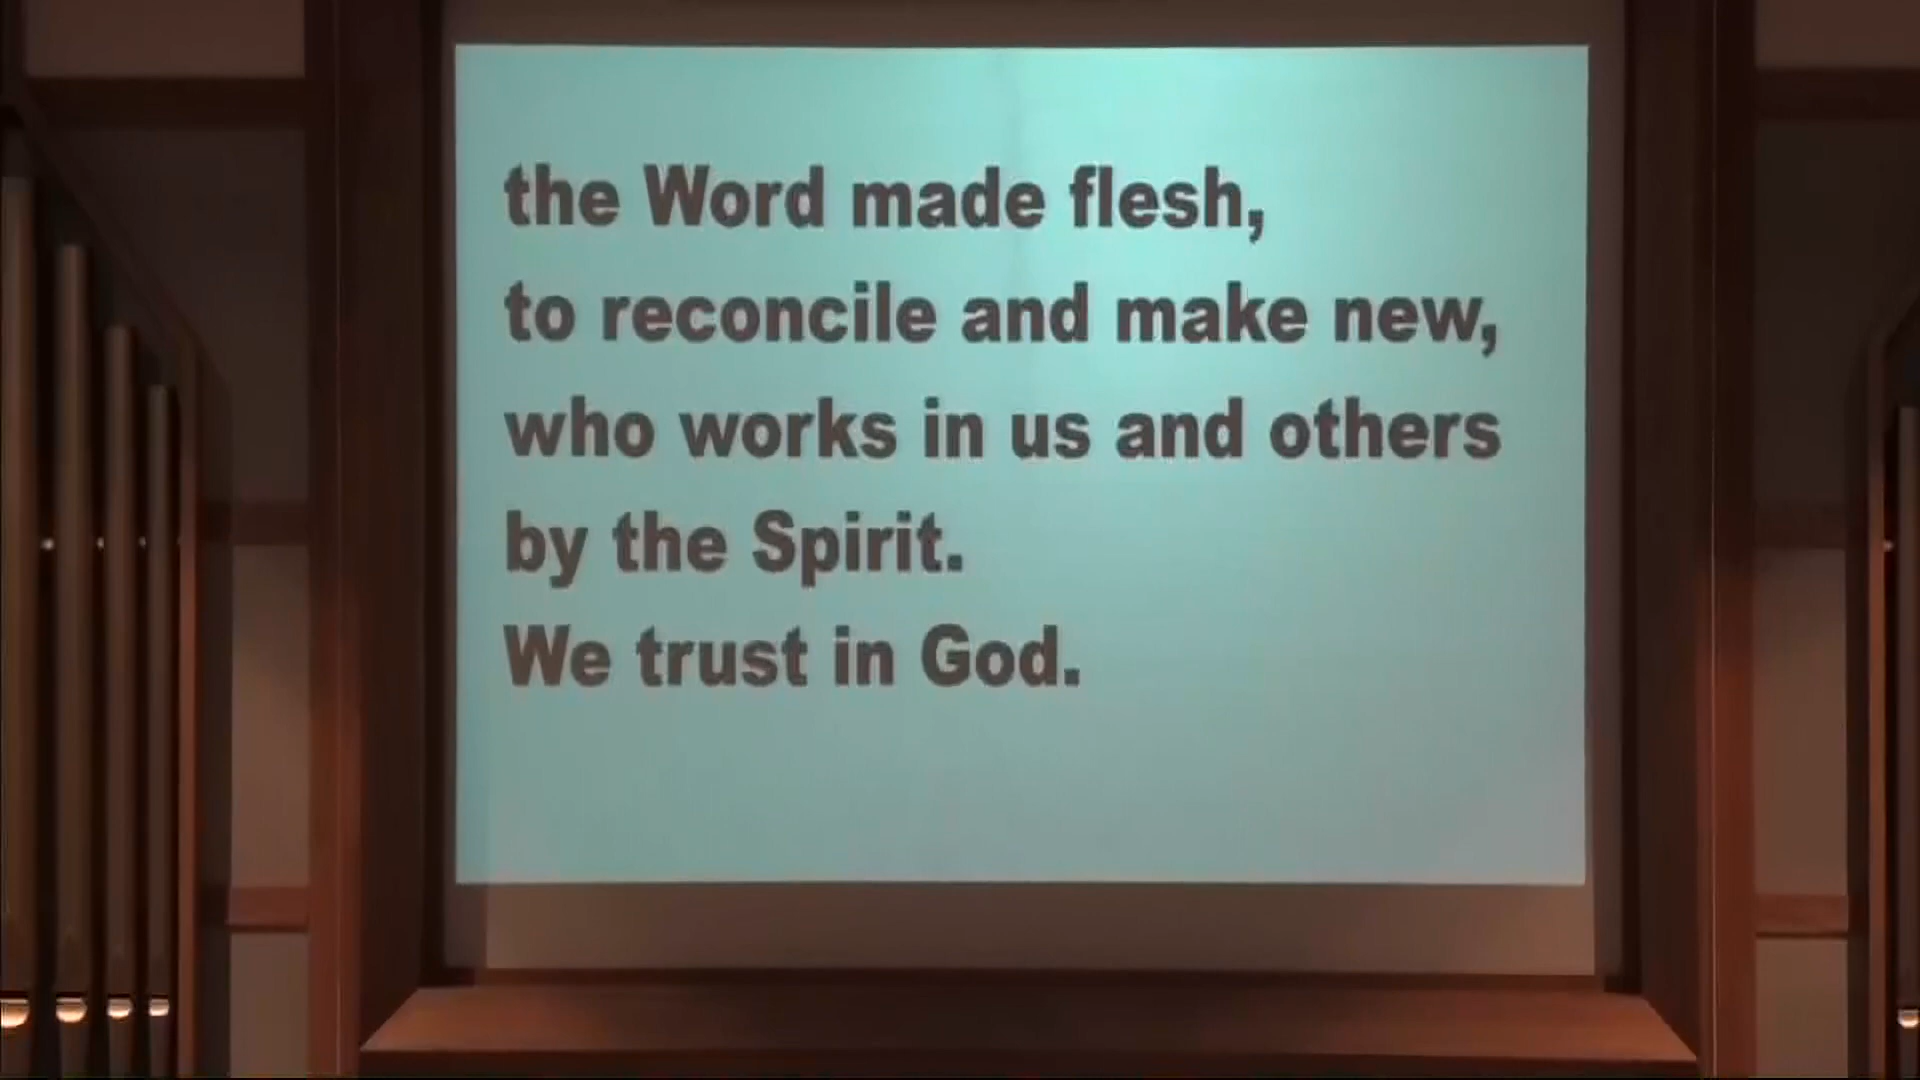 the Word made flesh,
to reconcile and make new,
who works in us and others
by the Spirit.
We trust in God.